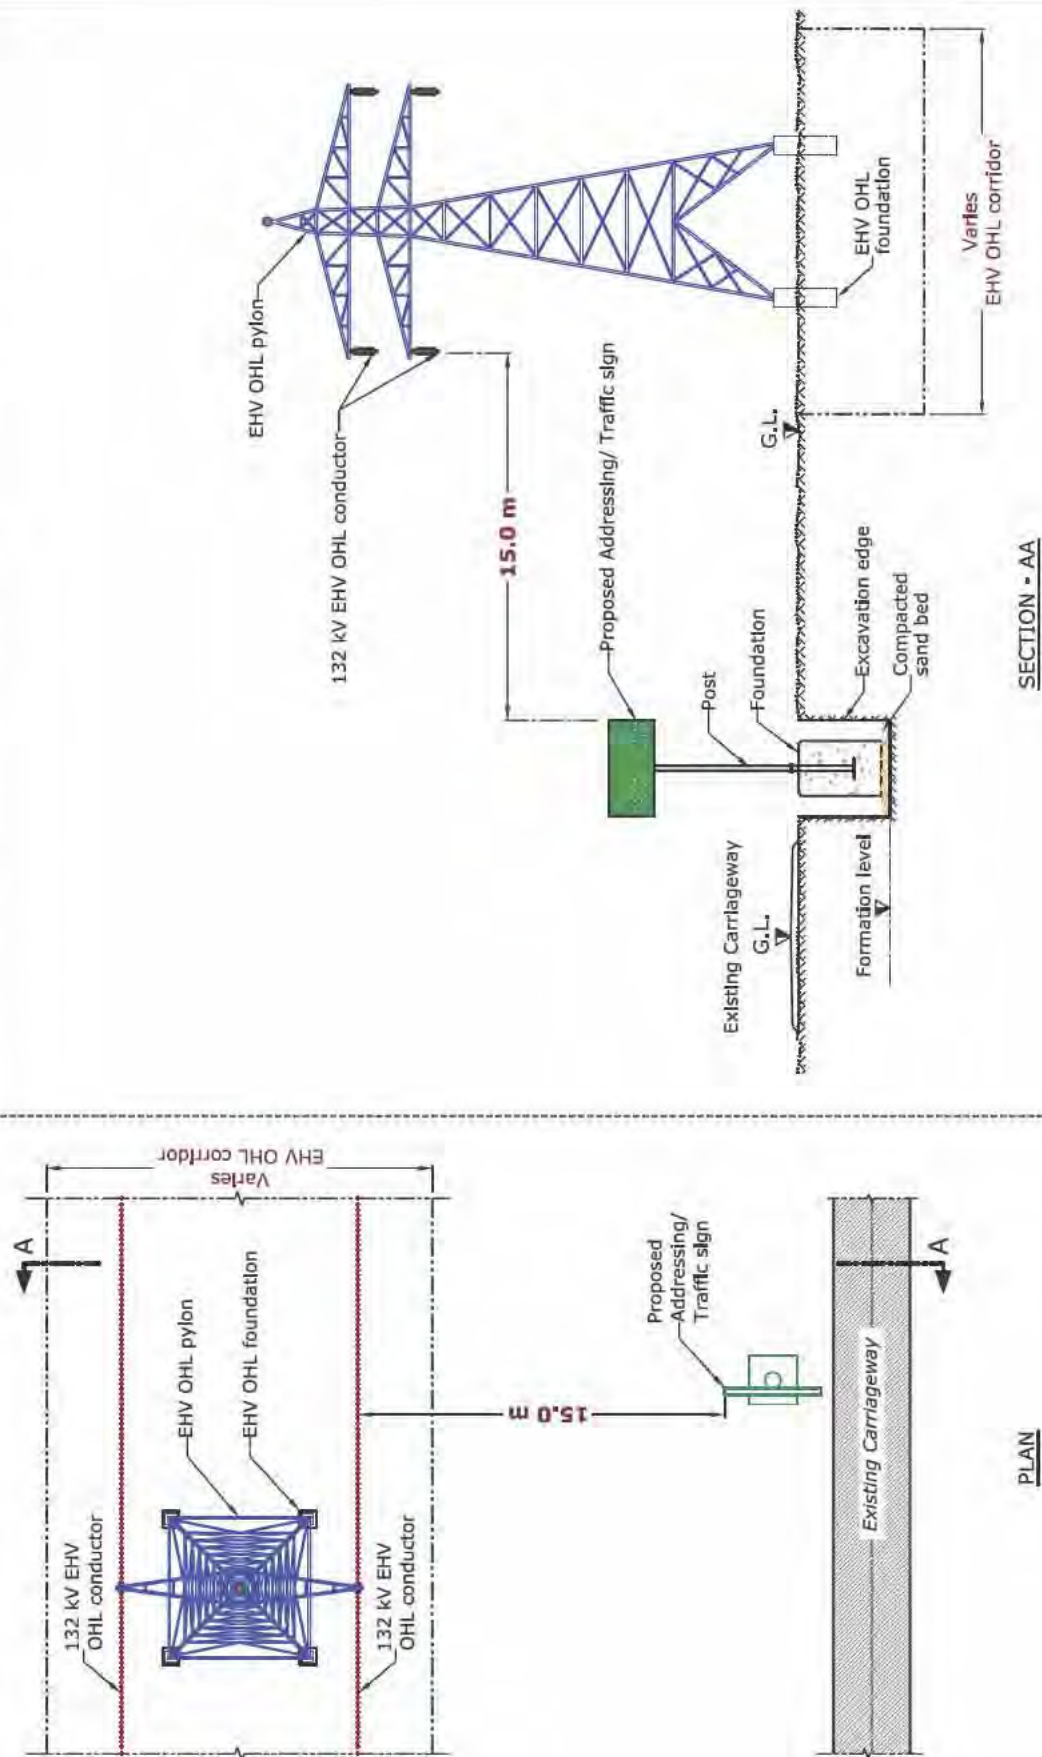 EHV OHL pylon
132 kV EHV OHL conductor
15.0 m
Proposed Addressing/ Traffic sign
Post
Foundation
G.L.
EHV OHL
foundation
Varies
EHV OHL corridor
Existing Carriageway
G.L.
Formation level
Excavation edge
Compacted
sand bed
SECTION - AA
132 kV EHV
OHL conductor
132 kV EHV
OHL conductor
EHV OHL pylon
EHV OHL foundation
A
Varies
EHV OHL corridor
15.0 m
Proposed
Addressing/
Traffic sign
Existing Carriageway
A
PLAN